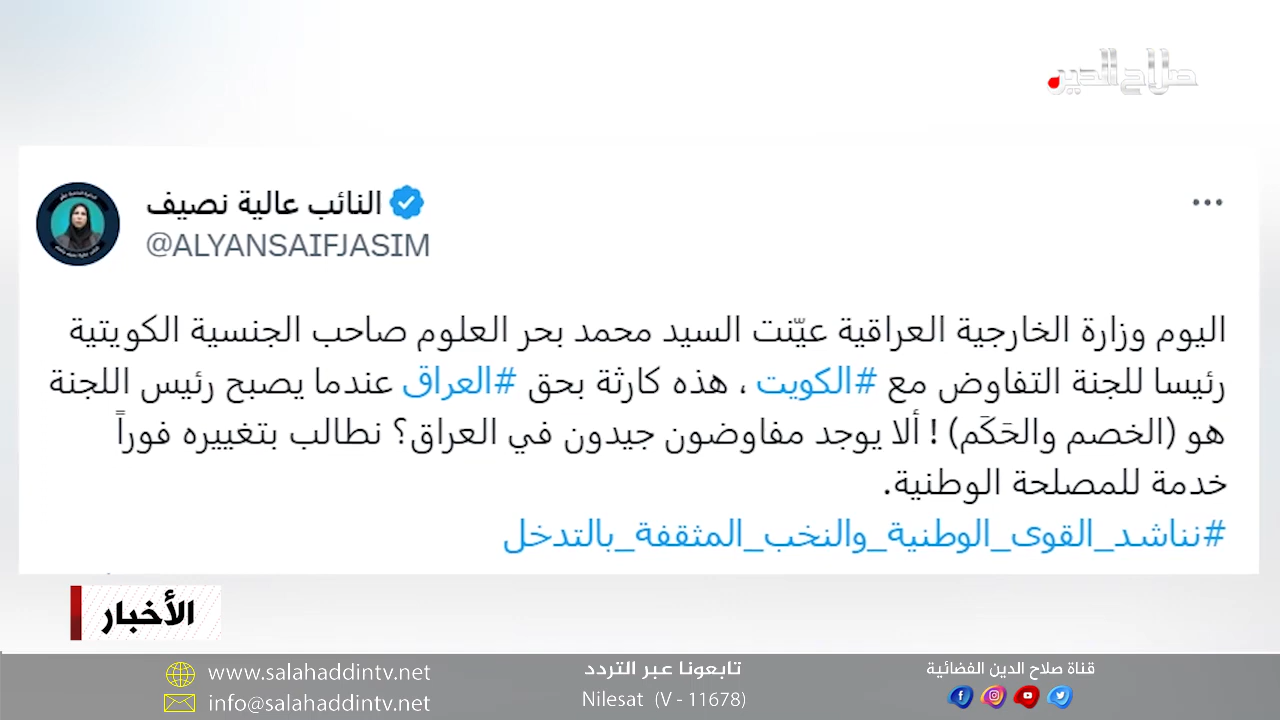 صلاح الدين
النائب عالية نصيف
@ALYANSAIFJASIM
اليوم وزارة الخارجية العراقية عيّنت السيد محمد بحر العلوم صاحب الجنسية الكويتية
رئيسا للجنة التفاوض مع #الكويت ، هذه كارثة بحق #العراق عندما يصبح رئيس اللجنة
هو (الخصم والحَكَم) ! ألا يوجد مفاوضون جيدون في العراق؟ نطالب بتغييره فوراً
خدمة للمصلحة الوطنية.
#نناشد_القوى_الوطنية_والنخب_المثقفة_بالتدخل
الأخبار
www.salahaddintv.net
info@salahaddintv.net
تابعونا عبر التردد
Nilesat (V - 11678)
قناة صلاح الدين الفضائية